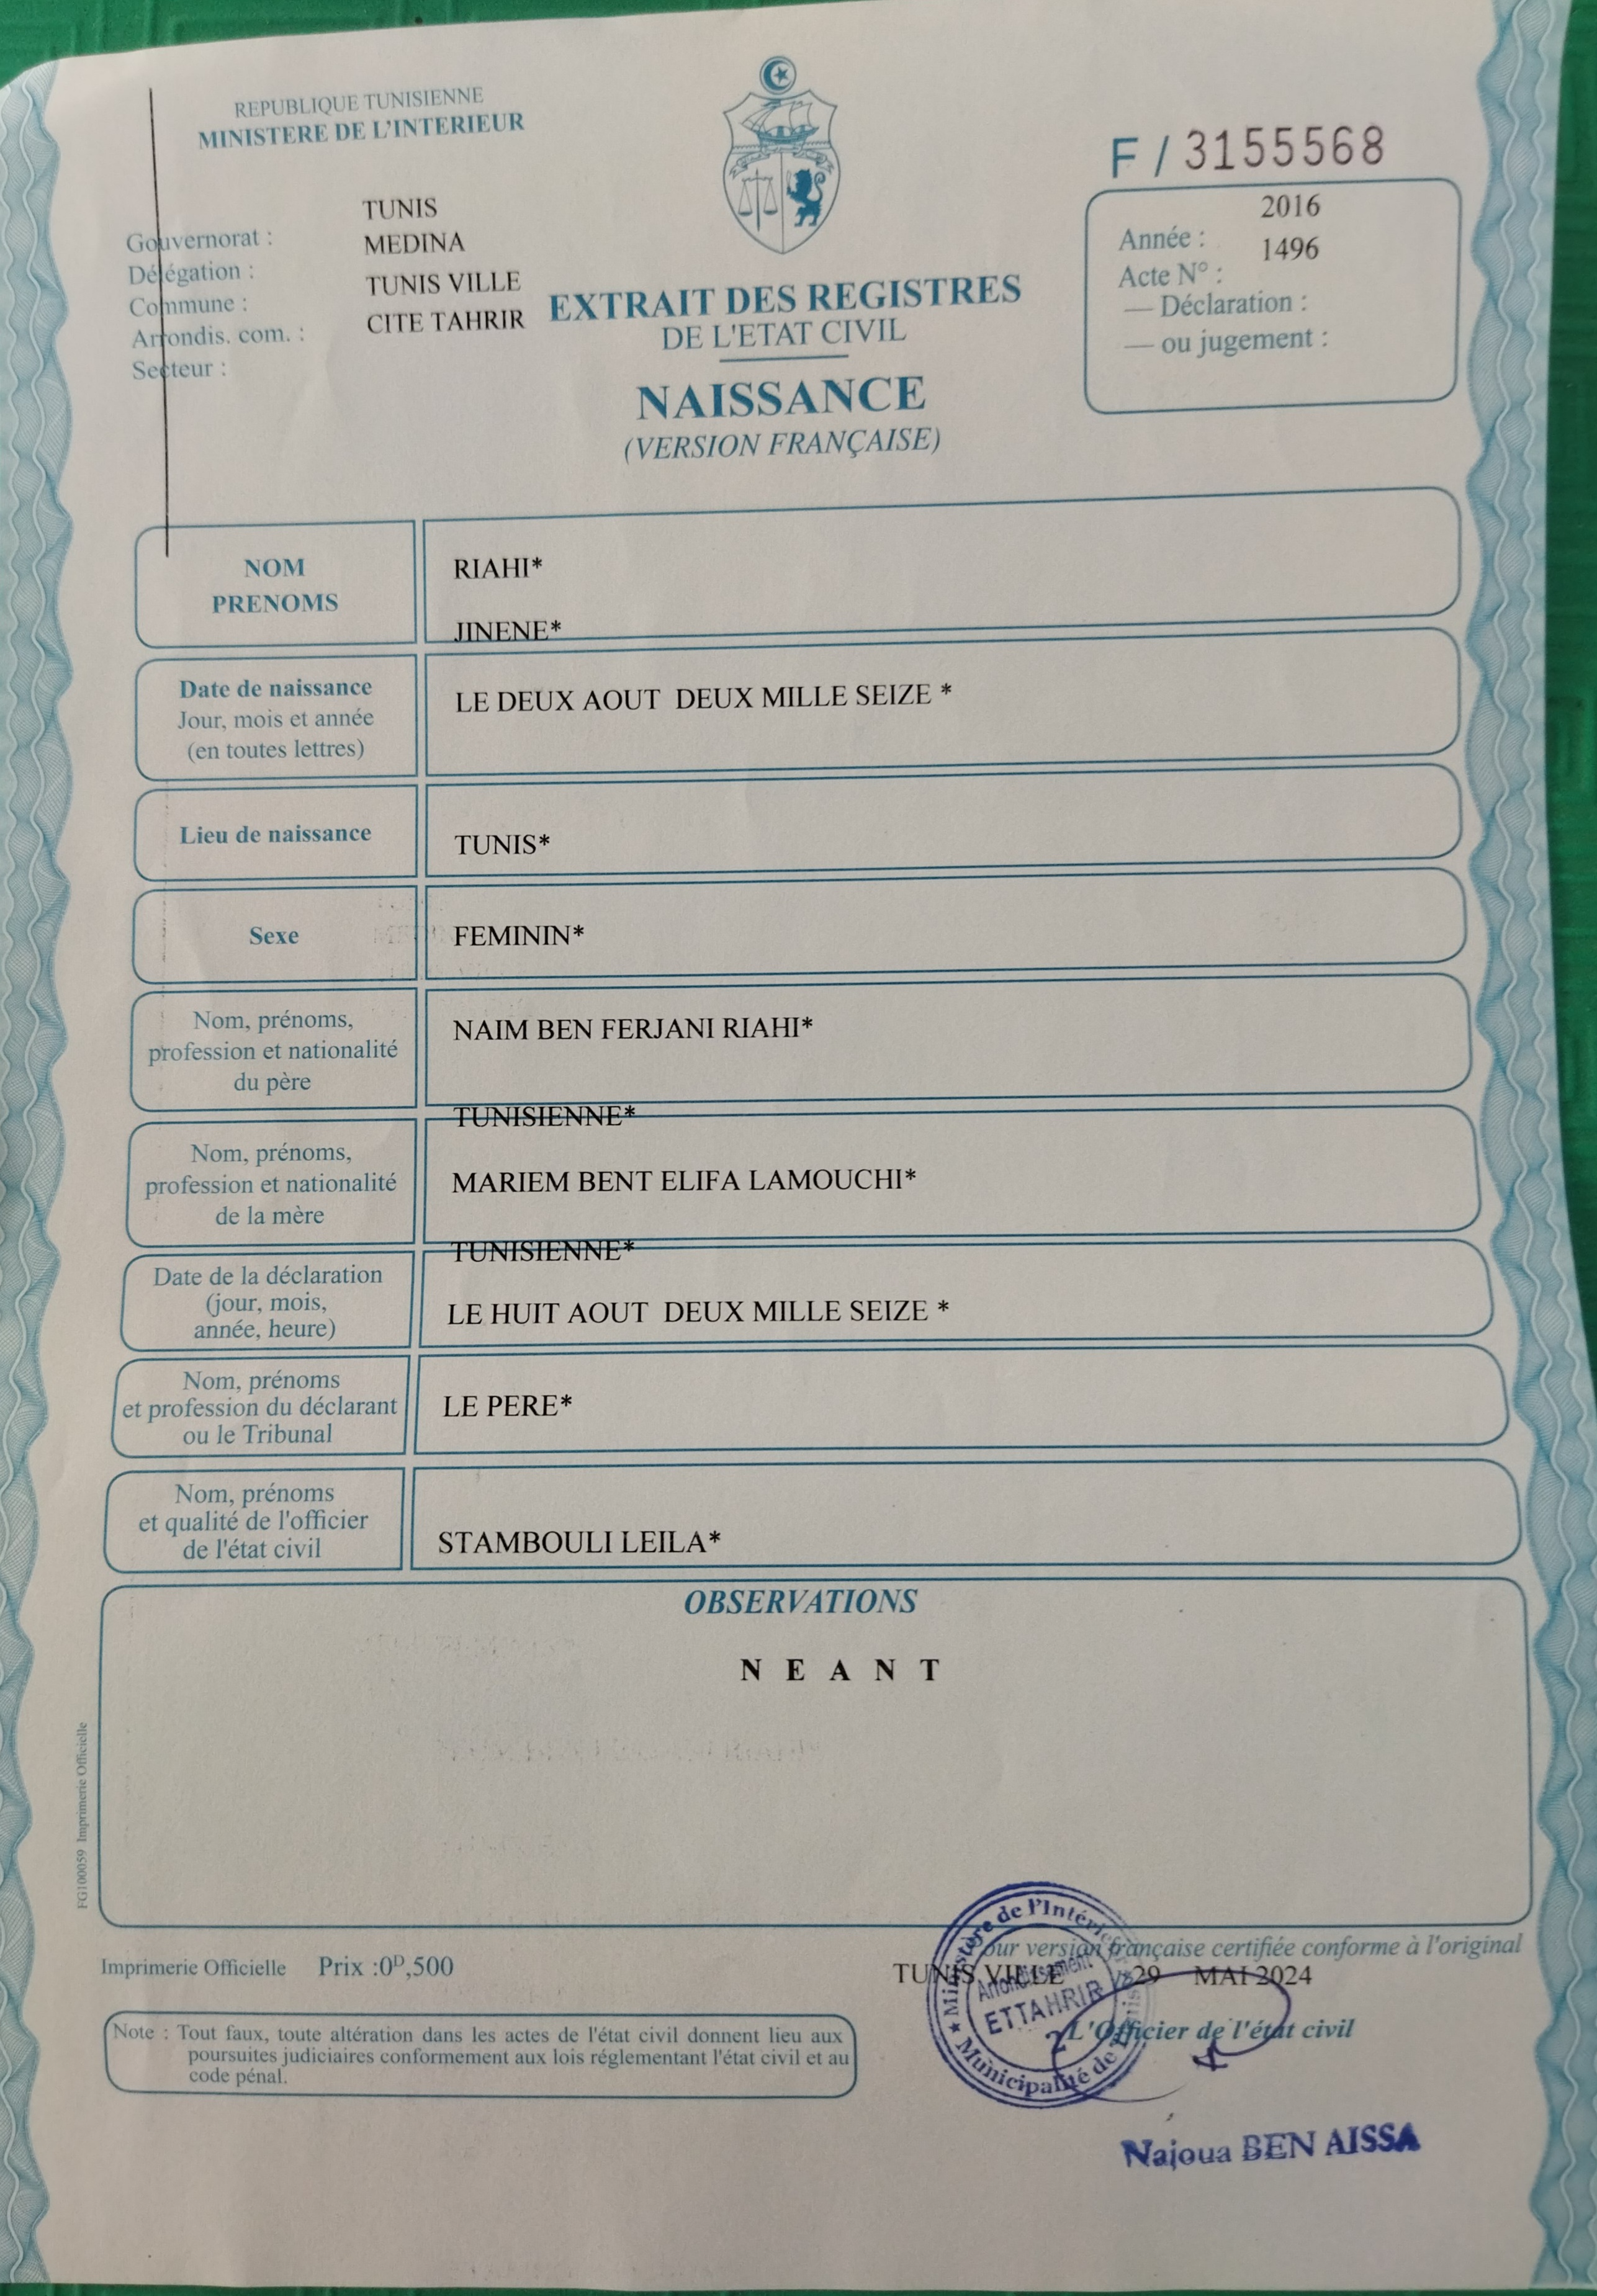 REPUBLIQUE TUNISIENNE
MINISTERE DE L'INTERIEUR
F / 3155568
TUNIS
Gouvernorat :
MEDINA
Délégation :
TUNIS VILLE
Commune :
CITE TAHRIR
Arrondis. com. :
Secteur :
2016
Année :
1496
Acte N° :
— Déclaration :
— ou jugement :
EXTRAIT DES REGISTRES
DE L'ETAT CIVIL
NAISSANCE
(VERSION FRANÇAISE)
NOM
PRENOMS
RIAHI*
JINENE*
Date de naissance
Jour, mois et année
(en toutes lettres)
LE DEUX AOUT DEUX MILLE SEIZE *
Lieu de naissance
TUNIS*
Sexe
FEMININ*
Nom, prénoms,
profession et nationalité
du père
NAIM BEN FERJANI RIAHI*
TUNISIENNE*
Nom, prénoms,
profession et nationalité
de la mère
MARIEM BENT ELIFA LAMOUCHI*
TUNISIENNE*
Date de la déclaration
(jour, mois,
année, heure)
LE HUIT AOUT DEUX MILLE SEIZE *
Nom, prénoms
et profession du déclarant
ou le Tribunal
LE PERE*
Nom, prénoms
et qualité de l'officier
de l'état civil
STAMBOULI LEILA*
OBSERVATIONS
N E A N T
FG100059 Imprimerie Officielle
Imprimerie Officielle Prix :0ᴰ,500
Pour version française certifiée conforme à l'original
TUNIS VILLE 29 MAI 2024
L'Officier de l'état civil
Ministère de l'Intérieur
Arrondissement
ETTAHRIR
2
Municipalité de Tunis
Note : Tout faux, toute altération dans les actes de l'état civil donnent lieu aux
poursuites judiciaires conformement aux lois réglementant l'état civil et au
code pénal.
Najoua BEN AISSA